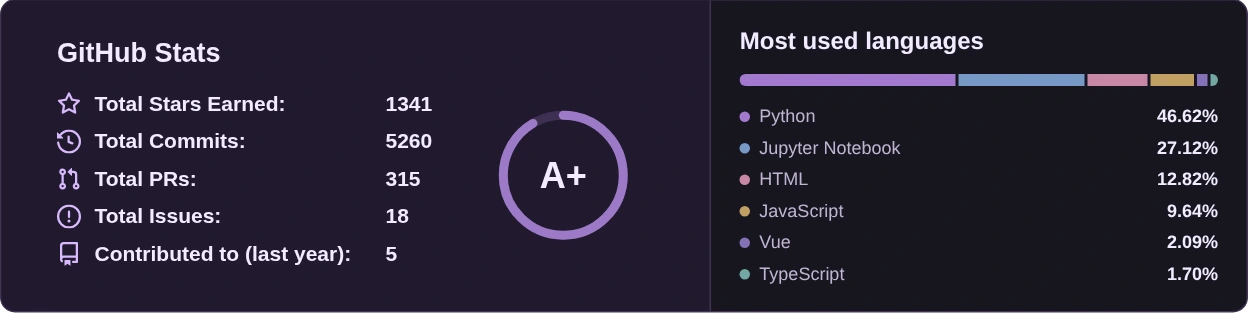 GitHub Stats
Total Stars Earned: 1341
Total Commits: 5260
Total PRs: 315
Total Issues: 18
Contributed to (last year): 5
A+
Most used languages
Python 46.62%
Jupyter Notebook 27.12%
HTML 12.82%
JavaScript 9.64%
Vue 2.09%
TypeScript 1.70%